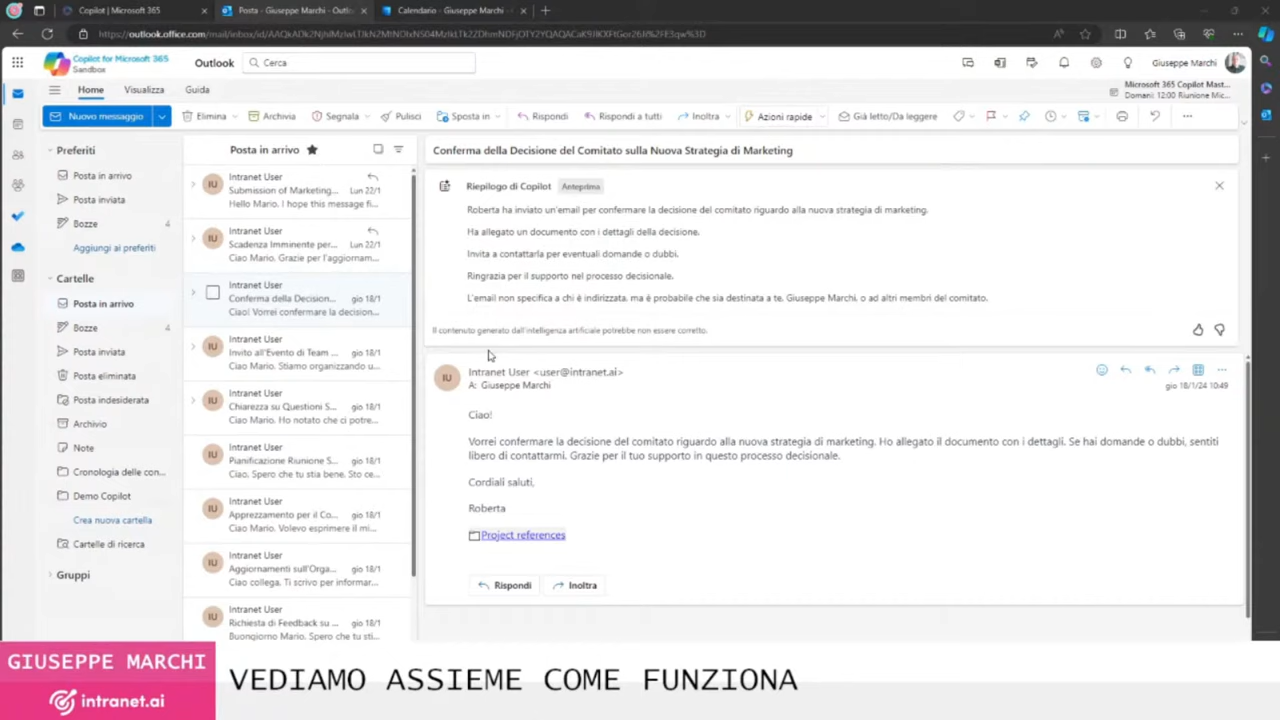 Copilot | Microsoft 365
Posta - Giuseppe Marchi - Outlo
Calendario - Giuseppe Marchi -
Copilot for Microsoft 365
Sandbox
Outlook
Cerca
Giuseppe Marchi
Home
Visualizza
Guida
Microsoft 365 Copilot Mast...
Domani: 12:00 Riunione Mic...
Nuovo messaggio
Elimina
Archivia
Segnala
Pulisci
Sposta in
Rispondi
Rispondi a tutti
Inoltra
Azioni rapide
Già letto/Da leggere
Preferiti
Posta in arrivo
Posta inviata
Bozze 4
Aggiungi ai preferiti
Cartelle
Posta in arrivo
Bozze 4
Posta inviata
Posta eliminata
Posta indesiderata
Archivio
Note
Cronologia delle con...
Demo Copilot
Crea nuova cartella
Cartelle di ricerca
Gruppi
Posta in arrivo
Intranet User
Submission of Marketing... Lun 22/1
Hello Mario. I hope this message fi...
Intranet User
Scadenza Imminente per... Lun 22/1
Ciao Mario, Grazie per l'aggiornam...
Intranet User
Conferma della Decision... gio 18/1
Ciao! Vorrei confermare la decision...
Intranet User
Invito all'Evento di Team ... gio 18/1
Ciao Mario. Stiamo organizzando u...
Intranet User
Chiarezza su Questioni S... gio 18/1
Ciao Mario. Ho notato che ci potre...
Intranet User
Pianificazione Riunione S... gio 18/1
Ciao, Spero che tu stia bene. Sto ce...
Intranet User
Apprezzamento per il Co... gio 18/1
Ciao Mario. Volevo esprimere il mi...
Intranet User
Aggiornamenti sull'Orga... gio 18/1
Ciao collega, Ti scrivo per informar...
Intranet User
Richiesta di Feedback su ... gio 18/1
Buongiorno Mario, Spero che tu sti...
Conferma della Decisione del Comitato sulla Nuova Strategia di Marketing
Riepilogo di Copilot Anteprima
Roberta ha inviato un'email per confermare la decisione del comitato riguardo alla nuova strategia di marketing.
Ha allegato un documento con i dettagli della decisione.
Invita a contattarla per eventuali domande o dubbi.
Ringrazia per il supporto nel processo decisionale.
L'email non specifica a chi è indirizzata, ma è probabile che sia destinata a te, Giuseppe Marchi, o ad altri membri del comitato.
Il contenuto generato dall'intelligenza artificiale potrebbe non essere corretto.
IU
Intranet User <user@intranet.ai>
A: Giuseppe Marchi
gio 18/1/24 10:49
Ciao!
Vorrei confermare la decisione del comitato riguardo alla nuova strategia di marketing. Ho allegato il documento con i dettagli. Se hai domande o dubbi, sentiti
libero di contattarmi. Grazie per il tuo supporto in questo processo decisionale.
Cordiali saluti,
Roberta
Project references
Rispondi
Inoltra
GIUSEPPE MARCHI
intranet.ai
VEDIAMO ASSIEME COME FUNZIONA